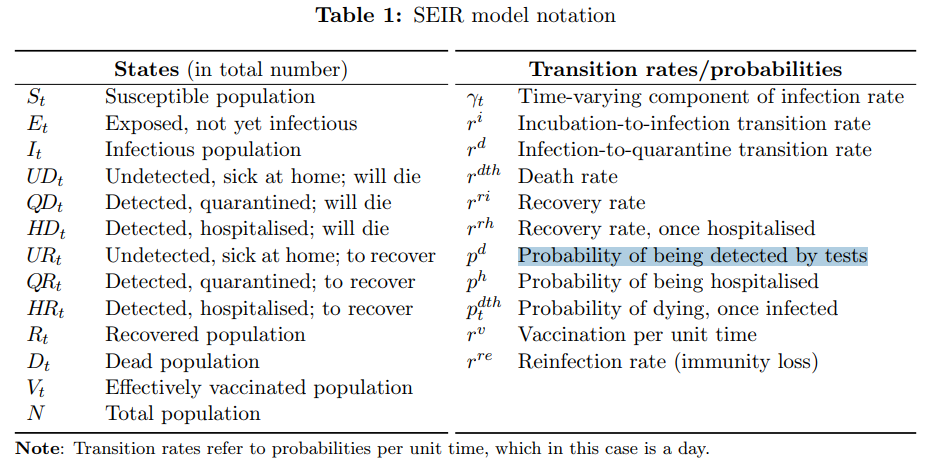 Table 1: SEIR model notation
States (in total number) Transition rates/probabilities
S_t Susceptible population γ_t Time-varying component of infection rate
E_t Exposed, not yet infectious r^i Incubation-to-infection transition rate
I_t Infectious population r^d Infection-to-quarantine transition rate
UD_t Undetected, sick at home; will die r^dth Death rate
QD_t Detected, quarantined; will die r^ri Recovery rate
HD_t Detected, hospitalised; will die r^rh Recovery rate, once hospitalised
UR_t Undetected, sick at home; to recover p^d Probability of being detected by tests
QR_t Detected, quarantined; to recover p^h Probability of being hospitalised
HR_t Detected, hospitalised; to recover p_t^dth Probability of dying, once infected
R_t Recovered population r^v Vaccination per unit time
D_t Dead population r^re Reinfection rate (immunity loss)
V_t Effectively vaccinated population
N Total population
Note: Transition rates refer to probabilities per unit time, which in this case is a day.